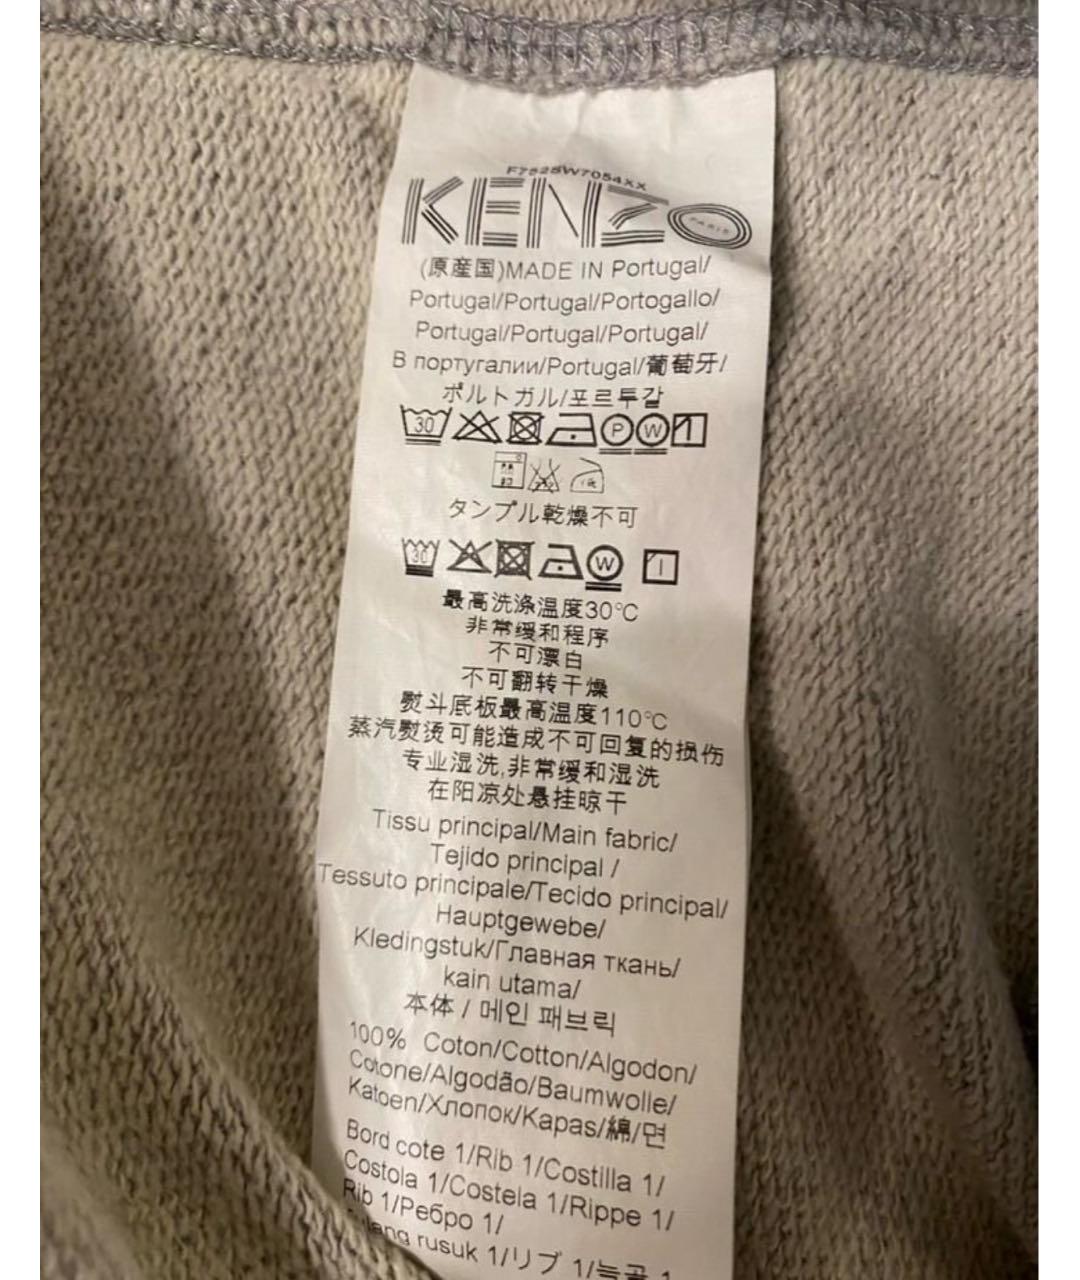 F7525W7054XX
KENZO
PARIS
(原産国)MADE IN Portugal/
Portugal/Portugal/Portogallo/
Portugal/Portugal/Portugal/
В португалии/Portugal/葡萄牙/
ポルトガル/포르투갈
30 P W
タンプル乾燥不可
30 W
最高洗涤温度30℃
非常缓和程序
不可漂白
不可翻转干燥
熨斗底板最高温度110℃
蒸汽熨烫可能造成不可回复的损伤
专业湿洗,非常缓和湿洗
在阳凉处悬挂晾干
Tissu principal/Main fabric/
Tejido principal /
Tessuto principale/Tecido principal/
Hauptgewebe/
Kledingstuk/Главная ткань/
kain utama/
本体 / 메인 패브릭
100% Coton/Cotton/Algodon/
Cotone/Algodão/Baumwolle/
Katoen/Хлопок/Kapas/綿/면
Bord cote 1/Rib 1/Costilla 1/
Costola 1/Costela 1/Rippe 1/
Rib 1/Ребро 1/
rusuk 1/リブ 1/늑골 1